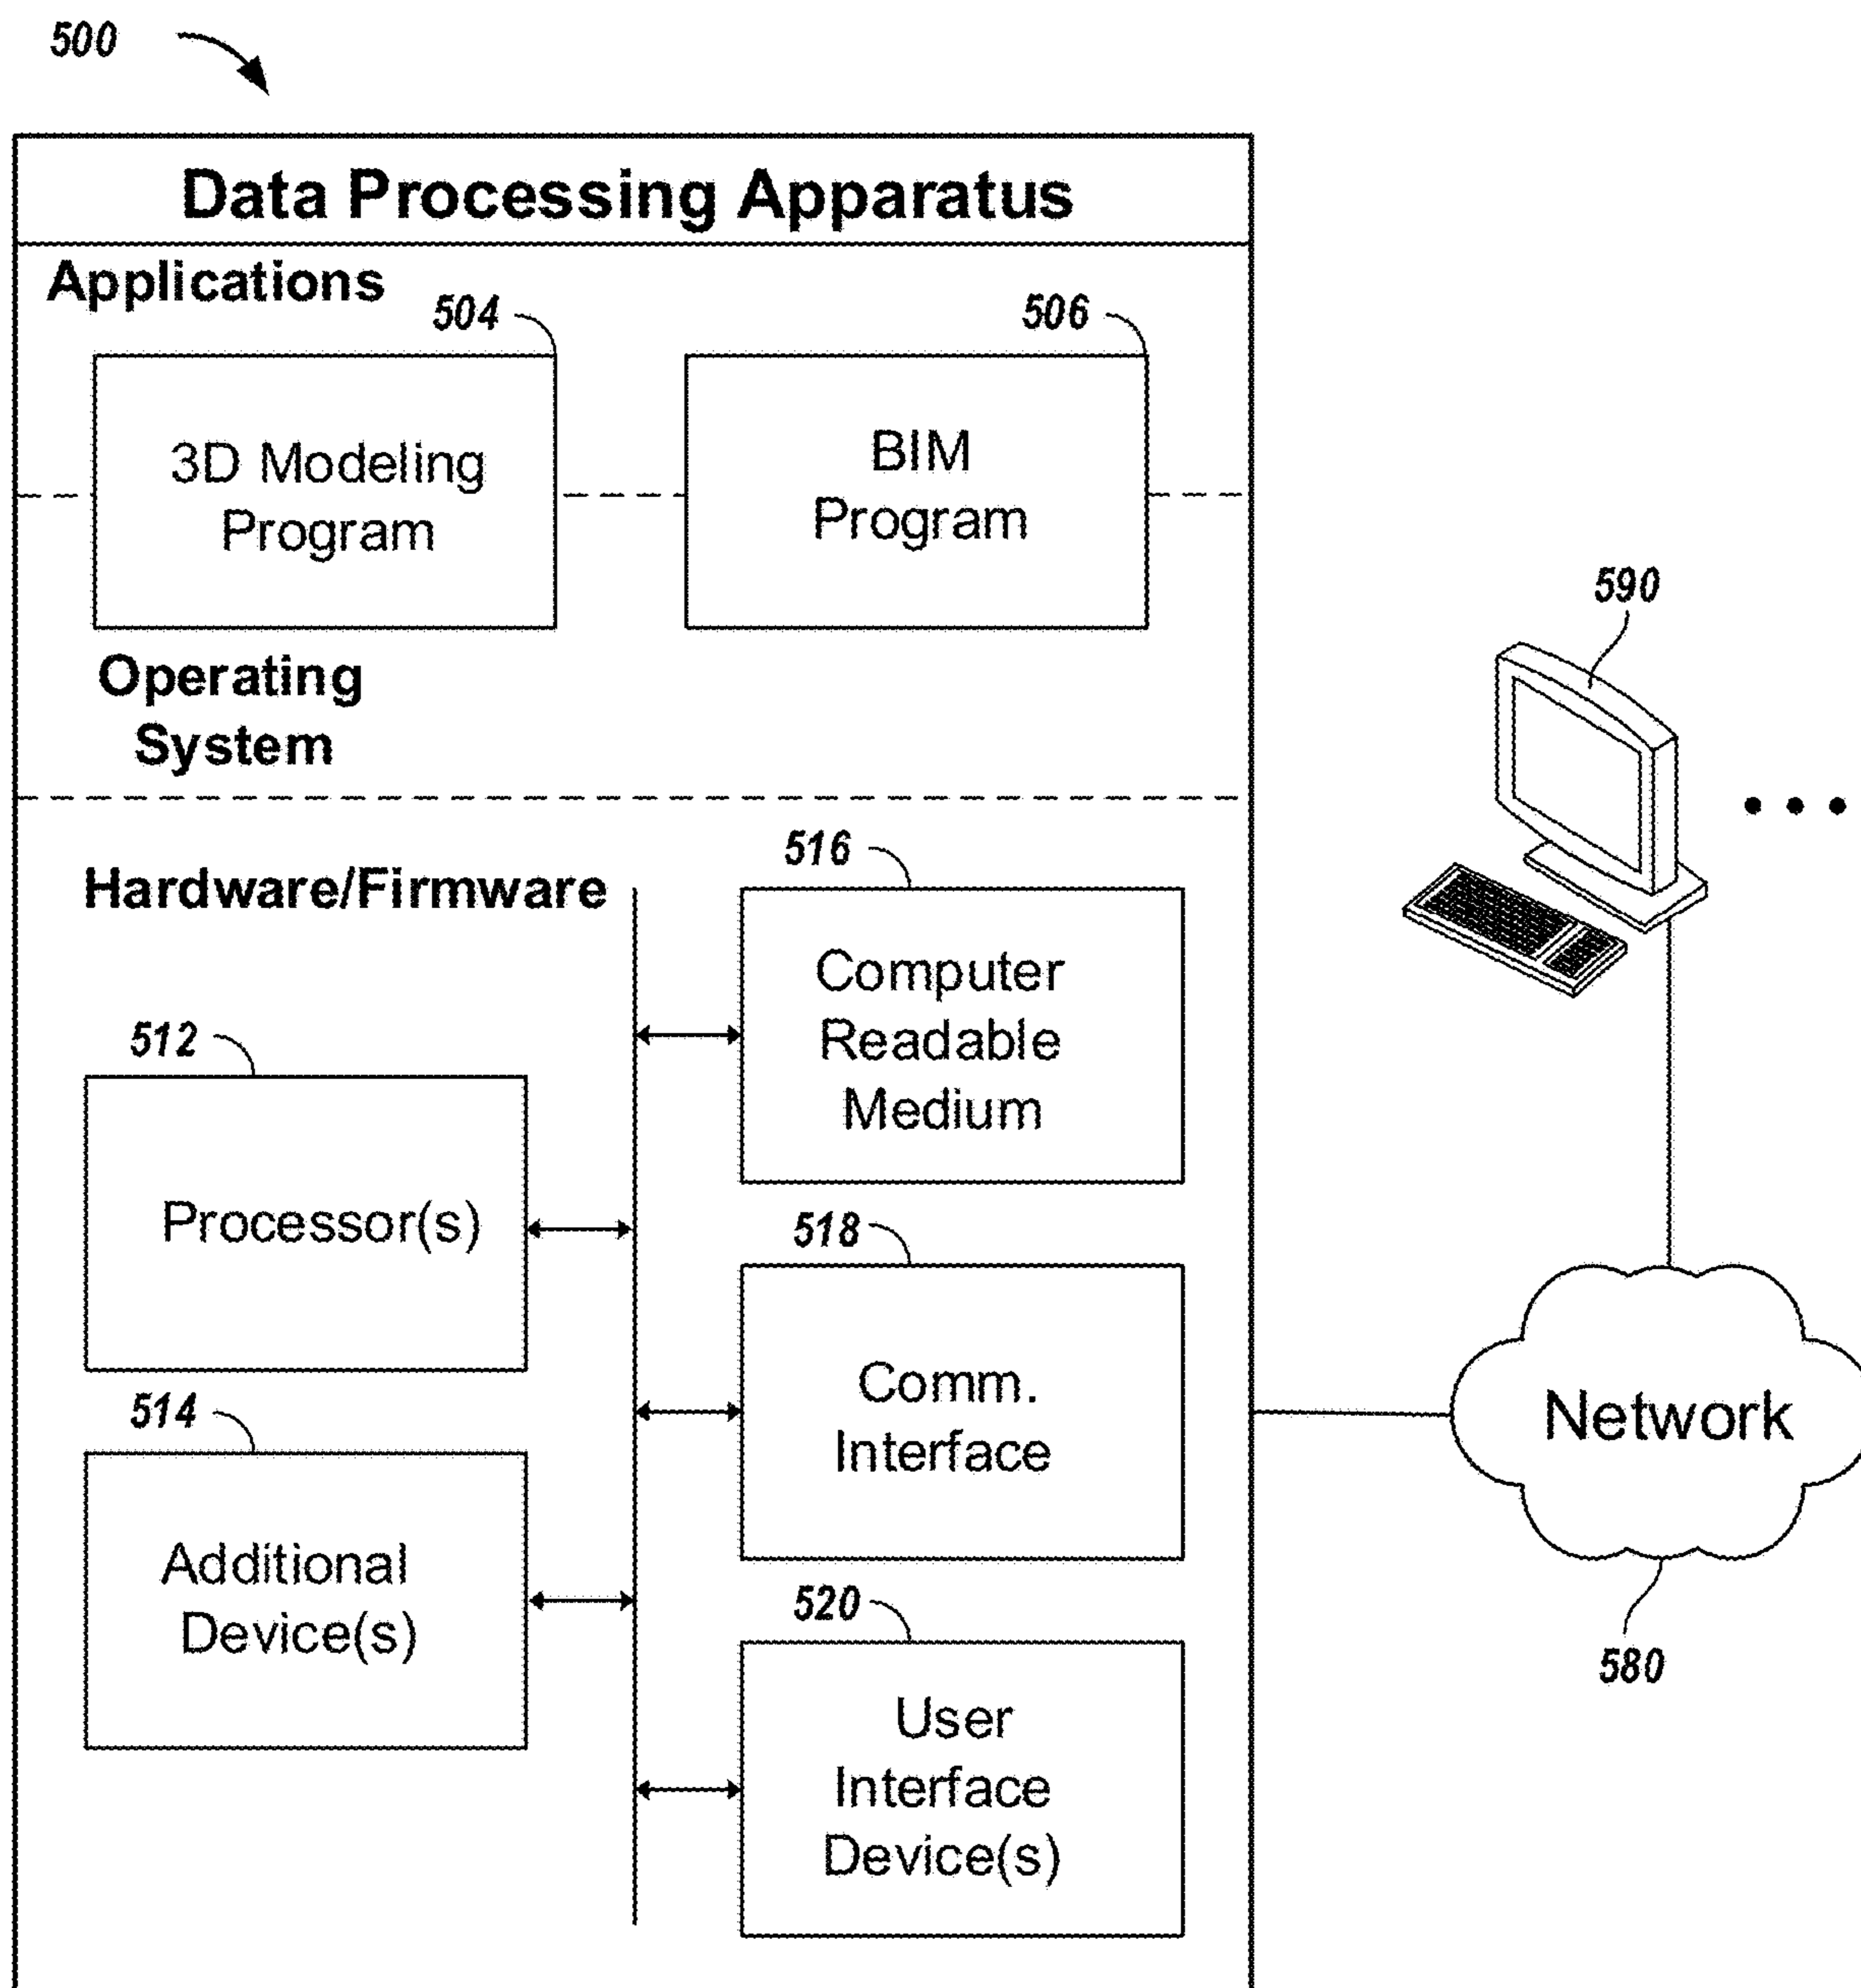 500
Data Processing Apparatus
Applications
504
506
3D Modeling
Program
BIM
Program
Operating
System
590
Hardware/Firmware
516
Computer
Readable
Medium
512
Processor(s)
518
Comm.
Interface
Network
580
514
Additional
Device(s)
520
User
Interface
Device(s)